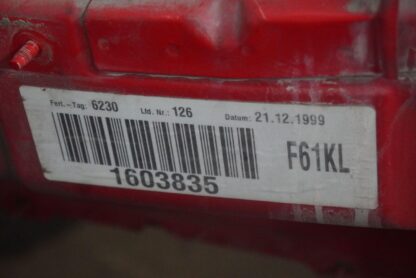 Fert.-Tag: 6230 Lfd. Nr.: 126 Datum: 21.12.1999
F61KL
1603835